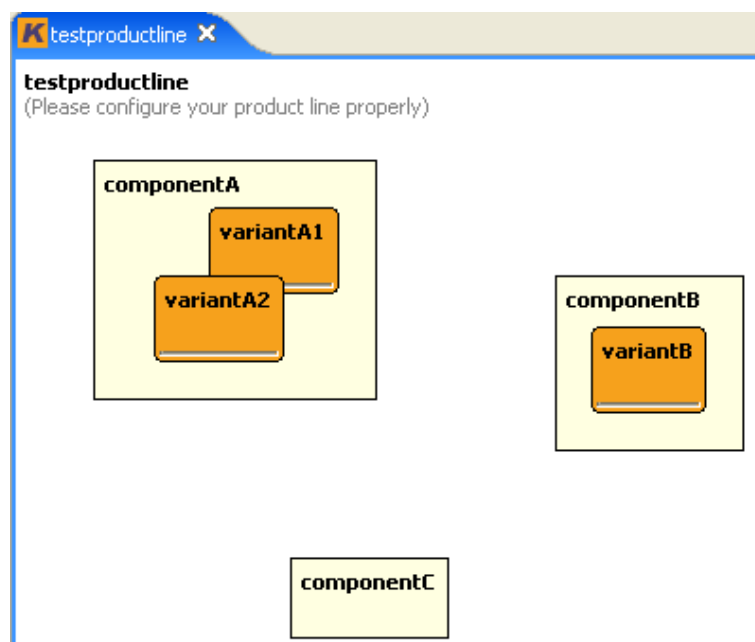 K testproductline
testproductline
(Please configure your product line properly)
componentA
variantA1
variantA2
componentB
variantB
componentC